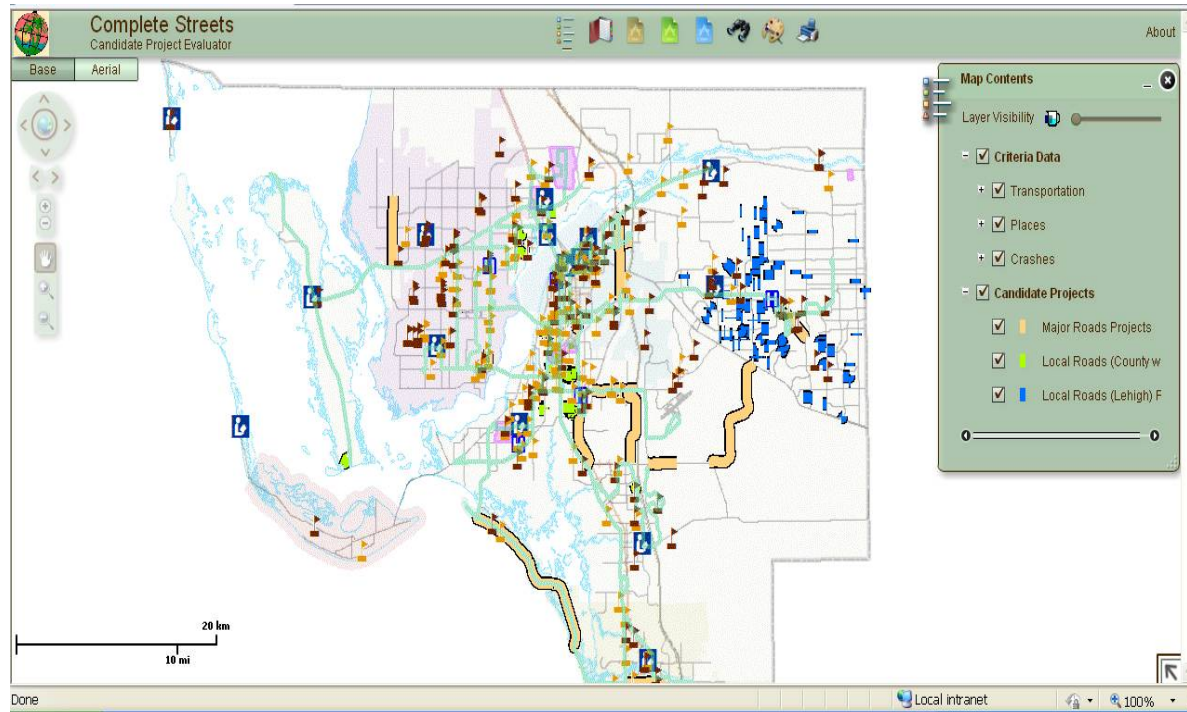 Complete Streets
Candidate Project Evaluator
About
Base
Aerial
Map Contents
Layer Visibility
Criteria Data
Transportation
Places
Crashes
Candidate Projects
Major Roads Projects
Local Roads (County w
Local Roads (Lehigh) F
H
20 km
10 mi
Done
Local intranet
100%